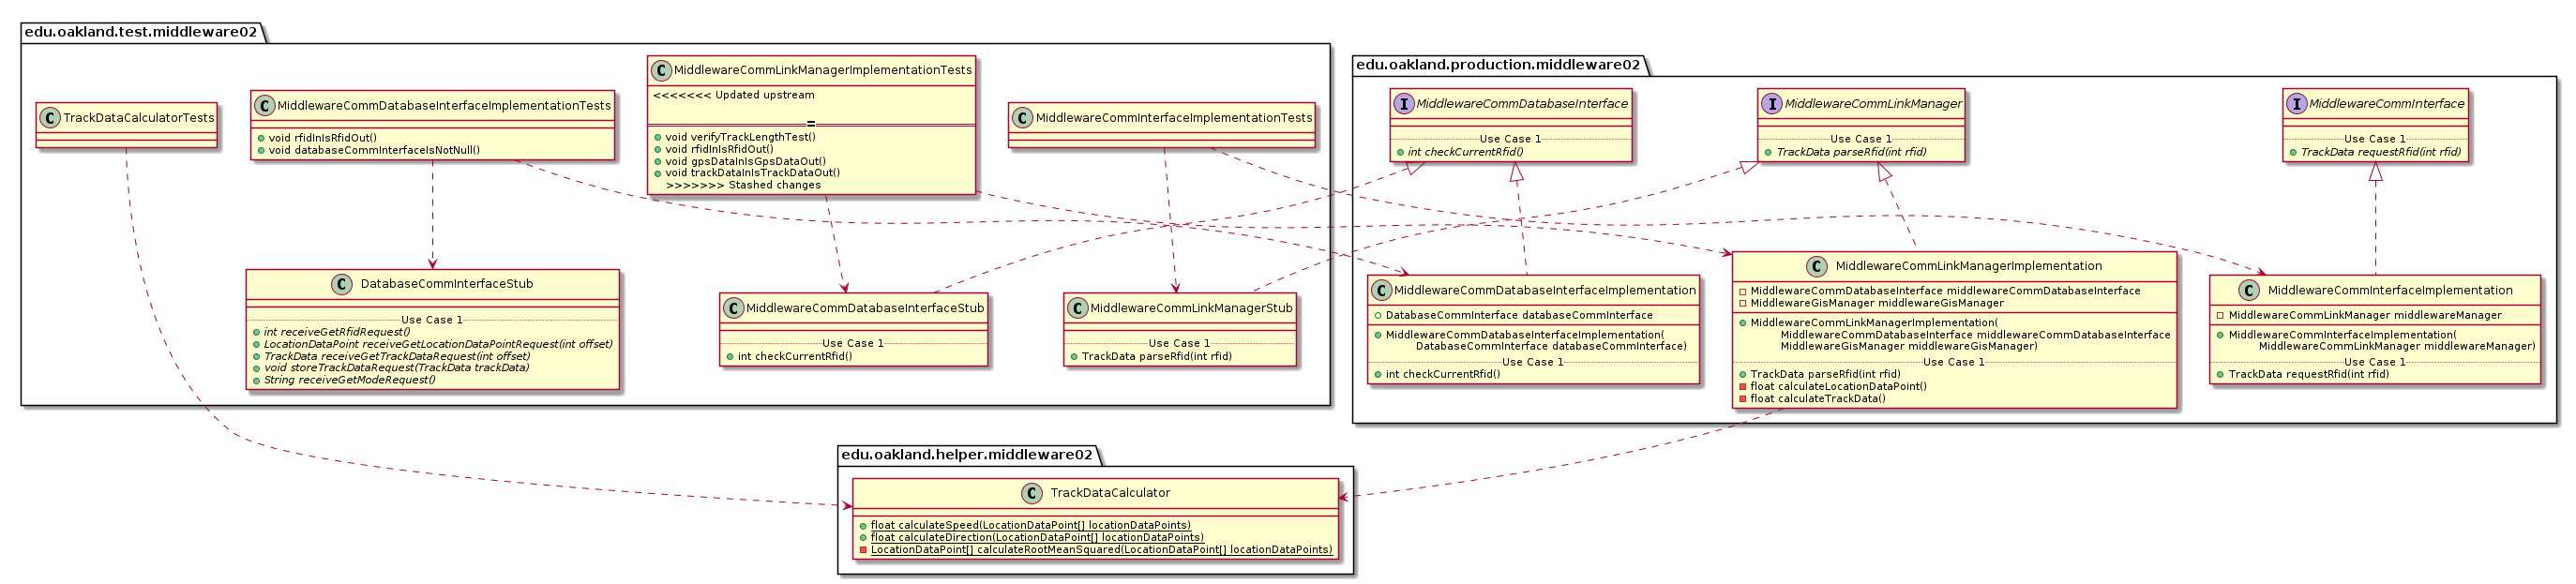 edu.oakland.test.middleware02
C TrackDataCalculatorTests
C MiddlewareCommDatabaseInterfaceImplementationTests
void rfidInIsRfidOut()
void databaseCommInterfaceIsNotNull()
C MiddlewareCommLinkManagerImplementationTests
<<<<<<< Updated upstream
=
void verifyTrackLengthTest()
void rfidInIsRfidOut()
void gpsDataInIsGpsDataOut()
void trackDataInIsTrackDataOut()
>>>>>>> Stashed changes
C MiddlewareCommInterfaceImplementationTests
C DatabaseCommInterfaceStub
Use Case 1
int receiveGetRfidRequest()
LocationDataPoint receiveGetLocationDataPointRequest(int offset)
TrackData receiveGetTrackDataRequest(int offset)
void storeTrackDataRequest(TrackData trackData)
String receiveGetModeRequest()
C MiddlewareCommDatabaseInterfaceStub
Use Case 1
int checkCurrentRfid()
C MiddlewareCommLinkManagerStub
Use Case 1
TrackData parseRfid(int rfid)
edu.oakland.production.middleware02
I MiddlewareCommDatabaseInterface
Use Case 1
int checkCurrentRfid()
I MiddlewareCommLinkManager
Use Case 1
TrackData parseRfid(int rfid)
I MiddlewareCommInterface
Use Case 1
TrackData requestRfid(int rfid)
C MiddlewareCommDatabaseInterfaceImplementation
DatabaseCommInterface databaseCommInterface
MiddlewareCommDatabaseInterfaceImplementation(
DatabaseCommInterface databaseCommInterface)
Use Case 1
int checkCurrentRfid()
C MiddlewareCommLinkManagerImplementation
MiddlewareCommDatabaseInterface middlewareCommDatabaseInterface
MiddlewareGisManager middlewareGisManager
MiddlewareCommLinkManagerImplementation(
MiddlewareCommDatabaseInterface middlewareCommDatabaseInterface
MiddlewareGisManager middlewareGisManager)
Use Case 1
TrackData parseRfid(int rfid)
float calculateLocationDataPoint()
float calculateTrackData()
C MiddlewareCommInterfaceImplementation
MiddlewareCommLinkManager middlewareManager
MiddlewareCommInterfaceImplementation(
MiddlewareCommLinkManager middlewareManager)
Use Case 1
TrackData requestRfid(int rfid)
edu.oakland.helper.middleware02
C TrackDataCalculator
float calculateSpeed(LocationDataPoint[] locationDataPoints)
float calculateDirection(LocationDataPoint[] locationDataPoints)
LocationDataPoint[] calculateRootMeanSquared(LocationDataPoint[] locationDataPoints)